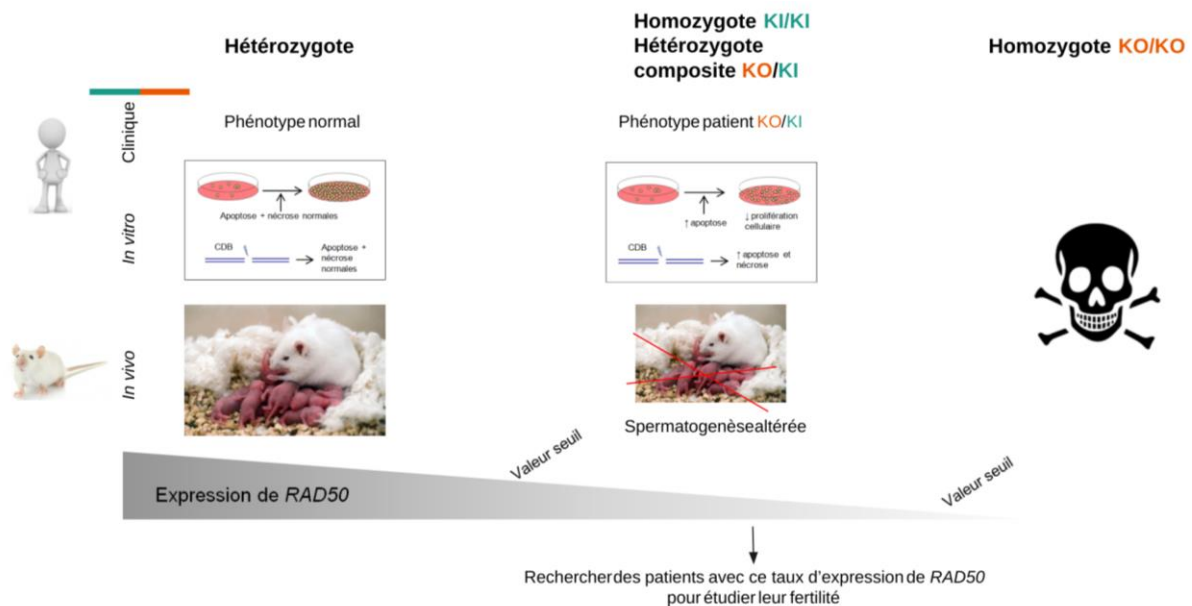 Hétérozygote
Homozygote KI/KI
Hétérozygote
composite KO/KI
Homozygote KO/KO
Clinique
Phénotype normal
Phénotype patient KO/KI
In vitro
Apoptose + nécrose normales
CDB
Apoptose +
nécrose
normales
↑ apoptose
↓ prolifération
cellulaire
CDB
↑ apoptose et
nécrose
In vivo
Spermatogenèsealtérée
Valeur seuil
Valeur seuil
Expression de RAD50
Rechercherdes patients avec ce taux d'expression de RAD50
pour étudier leur fertilité